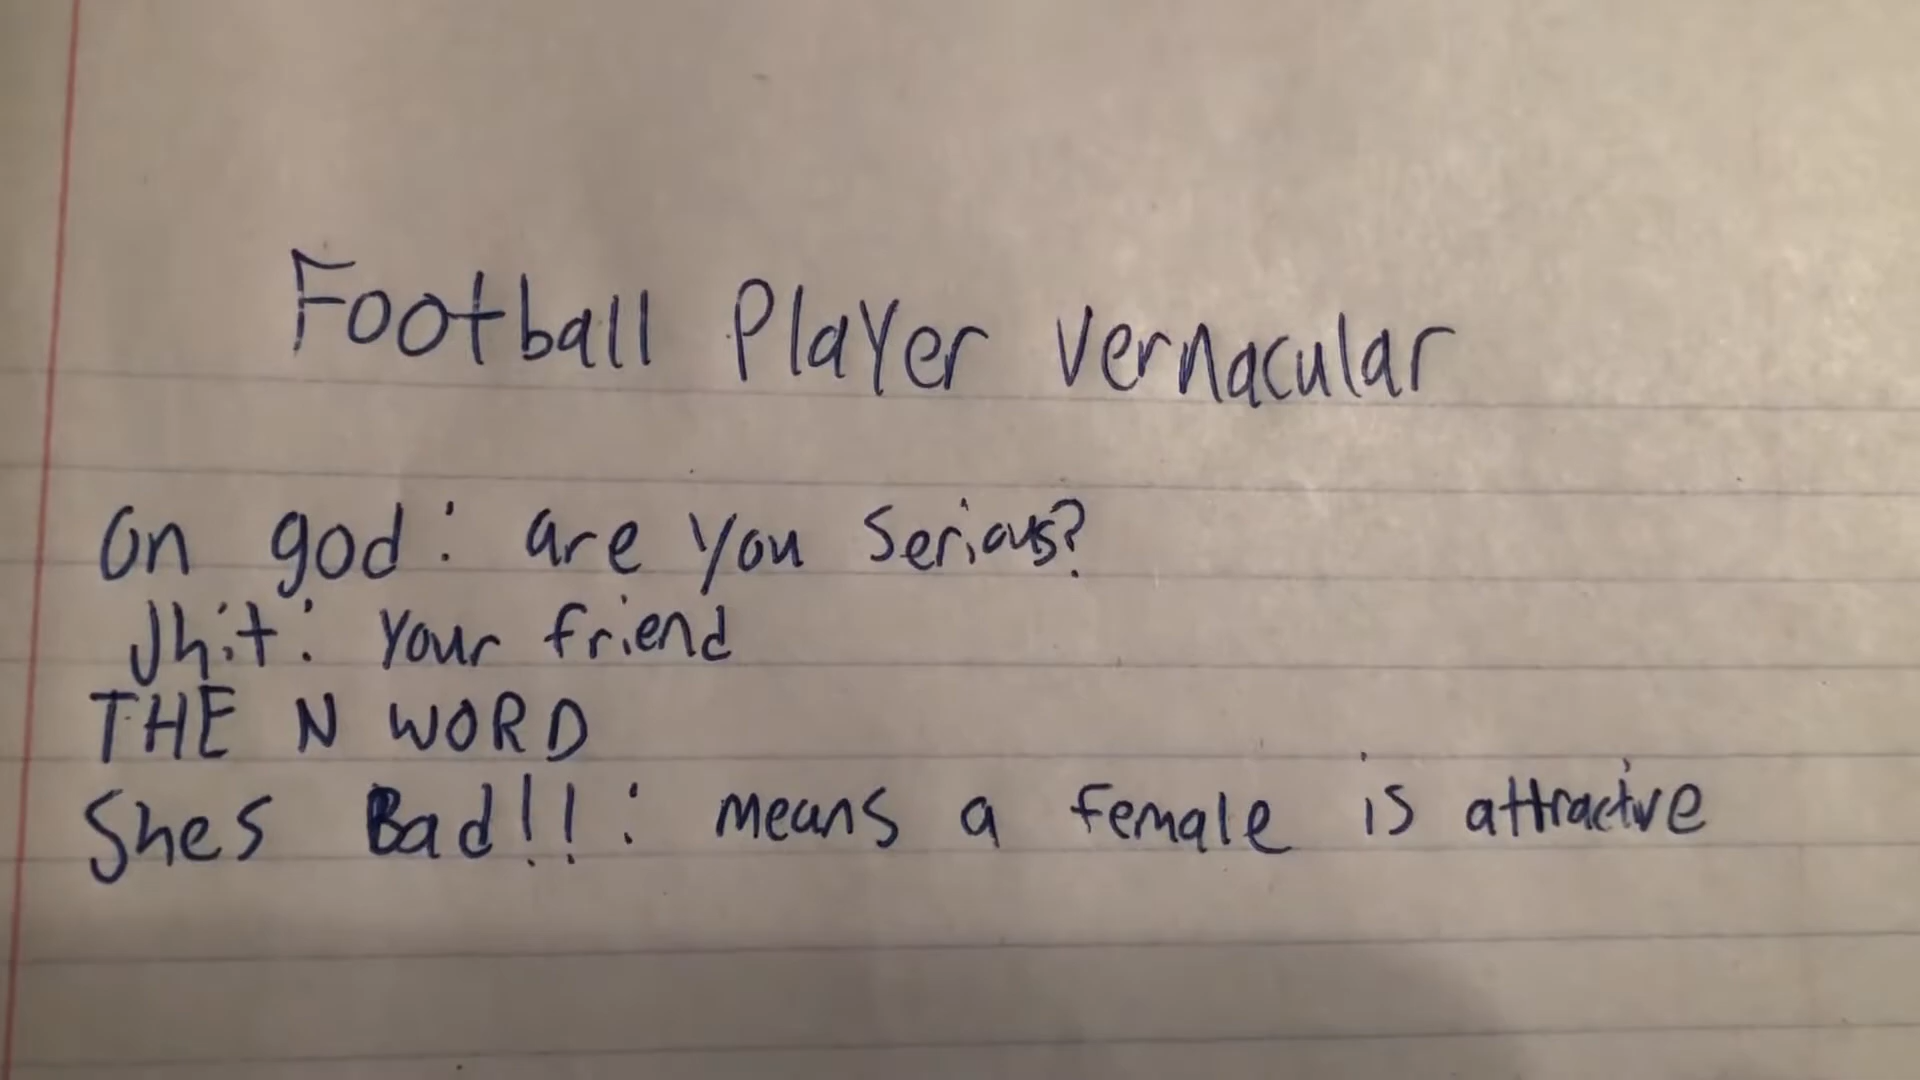 Football Player Vernacular
on god: are you serious?
Jhit: Your friend
THE N WORD
Shes Bad!!: means a female is attractive